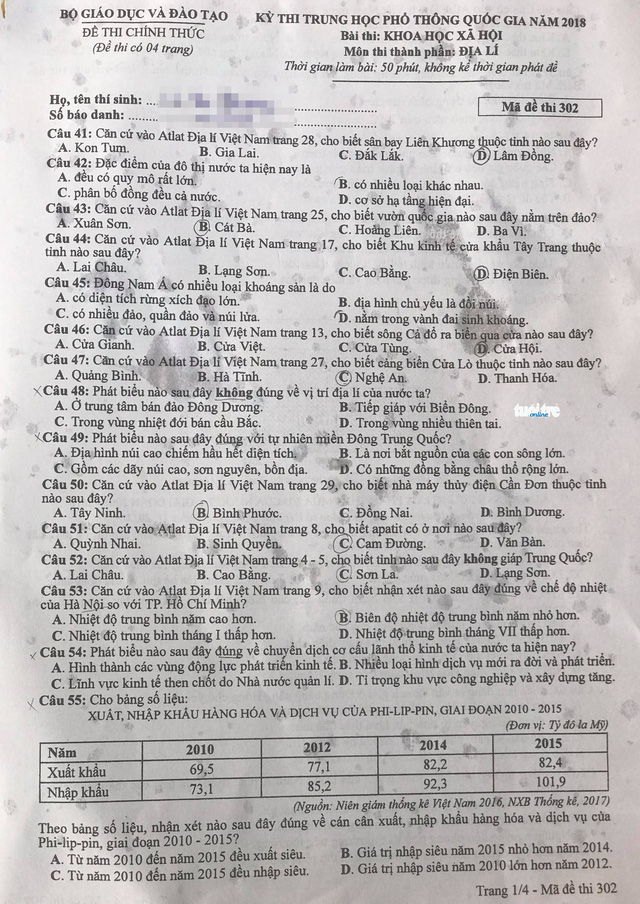 BỘ GIÁO DỤC VÀ ĐÀO TẠO
ĐỀ THI CHÍNH THỨC
(Đề thi có 04 trang)
KỲ THI TRUNG HỌC PHỔ THÔNG QUỐC GIA NĂM 2018
Bài thi: KHOA HỌC XÃ HỘI
Môn thi thành phần: ĐỊA LÍ
Thời gian làm bài: 50 phút, không kể thời gian phát đề
Họ, tên thí sinh: ...
Số báo danh: .........
Mã đề thi 302
Câu 41: Căn cứ vào Atlat Địa lí Việt Nam trang 28, cho biết sân bay Liên Khương thuộc tỉnh nào sau đây?
A. Kon Tum. B. Gia Lai. C. Đắk Lắk. D. Lâm Đồng.
Câu 42: Đặc điểm của đô thị nước ta hiện nay là
A. đều có quy mô rất lớn. B. có nhiều loại khác nhau.
C. phân bố đồng đều cả nước. D. cơ sở hạ tầng hiện đại.
Câu 43: Căn cứ vào Atlat Địa lí Việt Nam trang 25, cho biết vườn quốc gia nào sau đây nằm trên đảo?
A. Xuân Sơn. B. Cát Bà. C. Hoàng Liên. D. Ba Vì.
Câu 44: Căn cứ vào Atlat Địa lí Việt Nam trang 17, cho biết Khu kinh tế cửa khẩu Tây Trang thuộc
tỉnh nào sau đây?
A. Lai Châu. B. Lạng Sơn. C. Cao Bằng. D. Điện Biên.
Câu 45: Đông Nam Á có nhiều loại khoáng sản là do
A. có diện tích rừng xích đạo lớn. B. địa hình chủ yếu là đồi núi.
C. có nhiều đảo, quần đảo và núi lửa. D. nằm trong vành đai sinh khoáng.
Câu 46: Căn cứ vào Atlat Địa lí Việt Nam trang 13, cho biết sông Cả đổ ra biển qua cửa nào sau đây?
A. Cửa Gianh. B. Cửa Việt. C. Cửa Tùng. D. Cửa Hội.
Câu 47: Căn cứ vào Atlat Địa lí Việt Nam trang 27, cho biết cảng biển Cửa Lò thuộc tỉnh nào sau đây?
A. Quảng Bình. B. Hà Tĩnh. C. Nghệ An. D. Thanh Hóa.
Câu 48: Phát biểu nào sau đây không đúng về vị trí địa lí của nước ta?
A. Ở trung tâm bán đảo Đông Dương. B. Tiếp giáp với Biển Đông.
C. Trong vùng nhiệt đới bán cầu Bắc. D. Trong vùng nhiều thiên tai.
tuổi trẻ
online
Câu 49: Phát biểu nào sau đây đúng với tự nhiên miền Đông Trung Quốc?
A. Địa hình núi cao chiếm hầu hết diện tích. B. Là nơi bắt nguồn của các con sông lớn.
C. Gồm các dãy núi cao, sơn nguyên, bồn địa. D. Có những đồng bằng châu thổ rộng lớn.
Câu 50: Căn cứ vào Atlat Địa lí Việt Nam trang 29, cho biết nhà máy thủy điện Cần Đơn thuộc tỉnh
nào sau đây?
A. Tây Ninh. B. Bình Phước. C. Đồng Nai. D. Bình Dương.
Câu 51: Căn cứ vào Atlat Địa lí Việt Nam trang 8, cho biết apatit có ở nơi nào sau đây?
A. Quỳnh Nhai. B. Sinh Quyền. C. Cam Đường. D. Văn Bàn.
Câu 52: Căn cứ vào Atlat Địa lí Việt Nam trang 4 - 5, cho biết tỉnh nào sau đây không giáp Trung Quốc?
A. Lai Châu. B. Cao Bằng. C. Sơn La. D. Lạng Sơn.
Câu 53: Căn cứ vào Atlat Địa lí Việt Nam trang 9, cho biết nhận xét nào sau đây đúng về chế độ nhiệt
của Hà Nội so với TP. Hồ Chí Minh?
A. Nhiệt độ trung bình năm cao hơn. B. Biên độ nhiệt độ trung bình năm nhỏ hơn.
C. Nhiệt độ trung bình tháng I thấp hơn. D. Nhiệt độ trung bình tháng VII thấp hơn.
Câu 54: Phát biểu nào sau đây đúng về chuyển dịch cơ cấu lãnh thổ kinh tế của nước ta hiện nay?
A. Hình thành các vùng động lực phát triển kinh tế. B. Nhiều loại hình dịch vụ mới ra đời và phát triển.
C. Lĩnh vực kinh tế then chốt do Nhà nước quản lí. D. Tỉ trọng khu vực công nghiệp và xây dựng tăng.
Câu 55: Cho bảng số liệu:
XUẤT, NHẬP KHẨU HÀNG HÓA VÀ DỊCH VỤ CỦA PHI-LIP-PIN, GIAI ĐOẠN 2010 - 2015
(Đơn vị: Tỷ đô la Mỹ)
Năm 2010 2012 2014 2015
Xuất khẩu 69,5 77,1 82,2 82,4
Nhập khẩu 73,1 85,2 92,3 101,9
(Nguồn: Niên giám thống kê Việt Nam 2016, NXB Thống kê, 2017)
Theo bảng số liệu, nhận xét nào sau đây đúng về cán cân xuất, nhập khẩu hàng hóa và dịch vụ của
Phi-lip-pin, giai đoạn 2010 - 2015?
A. Từ năm 2010 đến năm 2015 đều xuất siêu. B. Giá trị nhập siêu năm 2015 nhỏ hơn năm 2014.
C. Từ năm 2010 đến năm 2015 đều nhập siêu. D. Giá trị nhập siêu năm 2010 lớn hơn năm 2012.
Trang 1/4 - Mã đề thi 302